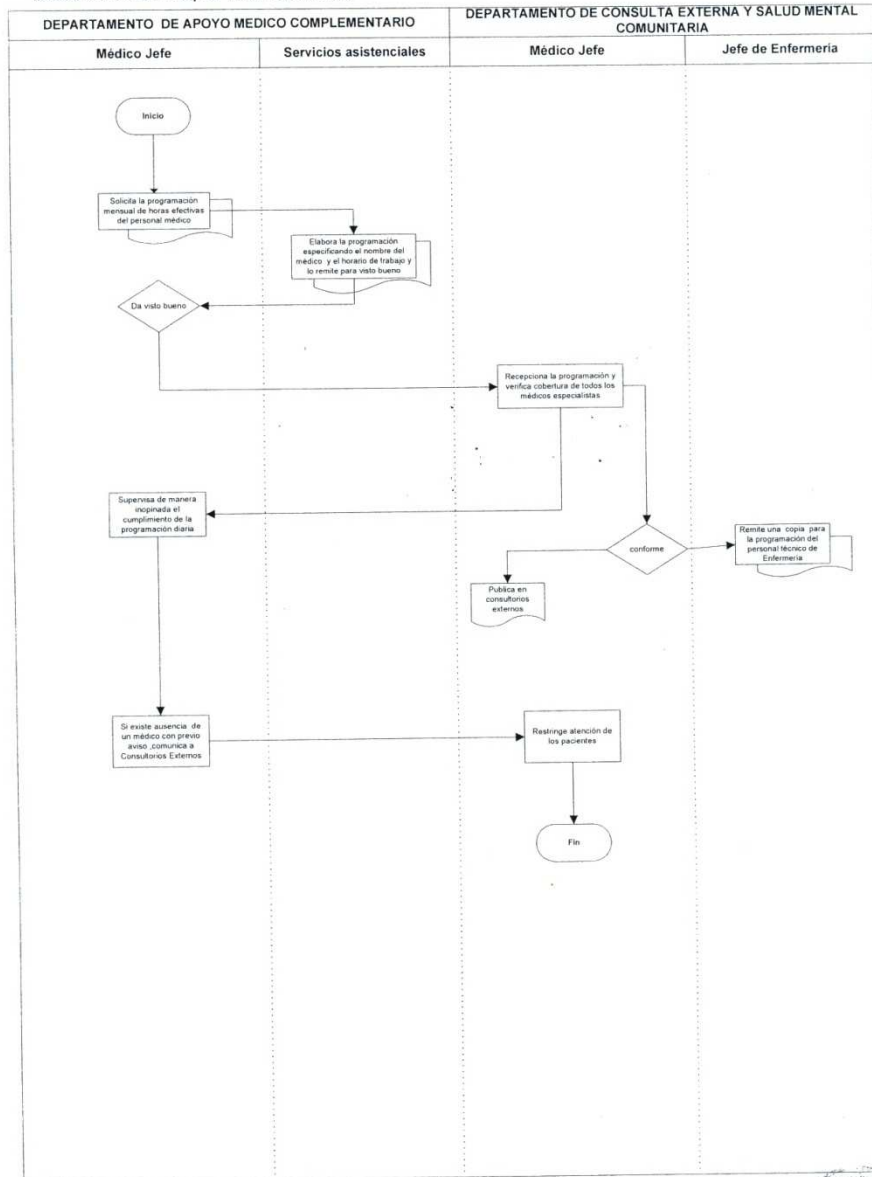 DEPARTAMENTO DE APOYO MEDICO COMPLEMENTARIO
DEPARTAMENTO DE CONSULTA EXTERNA Y SALUD MENTAL
COMUNITARIA
Médico Jefe
Servicios asistenciales
Médico Jefe
Jefe de Enfermería
Inicio
Solicita la programación
mensual de horas efectivas
del personal médico
Elabora la programación
especificando el nombre del
médico y el horario de trabajo y
lo remite para visto bueno
Da visto bueno
Recepciona la programación y
verifica cobertura de todos los
médicos especialistas
Supervisa de manera
inopinada el
cumplimiento de la
programación diaria
conforme
Remite una copia para
la programación del
personal técnico de
Enfermería
Publica en
consultorios
externos
Si existe ausencia de
un médico con previo
aviso ,comunica a
Consultorios Externos
Restringe atención de
los pacientes
Fin